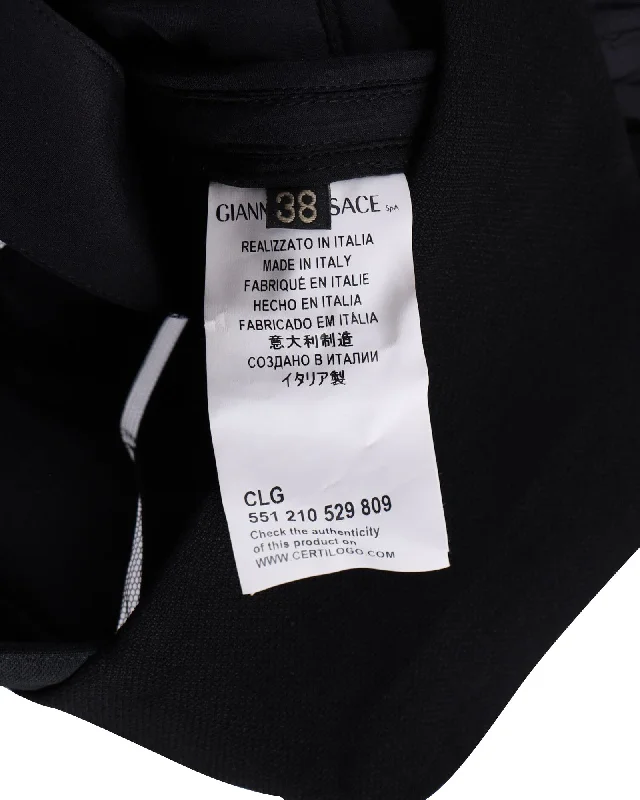 GIANN 38 SACE SpA
REALIZZATO IN ITALIA
MADE IN ITALY
FABRIQUÉ EN ITALIE
HECHO EN ITALIA
FABRICADO EM ITÁLIA
意大利制造
СОЗДАНО В ИТАЛИИ
イタリア製
CLG
551 210 529 809
Check the authenticity
of this product on
WWW.CERTILOGO.COM